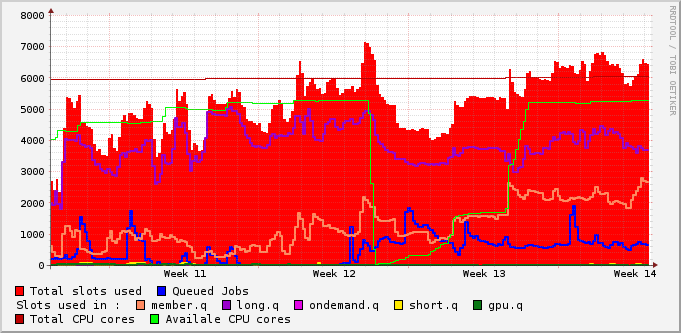 8000
7000
6000
5000
4000
3000
2000
1000
0
Week 11 Week 12 Week 13 Week 14
RRDTOOL / TOBI OETIKER
Total slots used Queued Jobs
Slots used in : member.q long.q ondemand.q short.q gpu.q
Total CPU cores Availale CPU cores